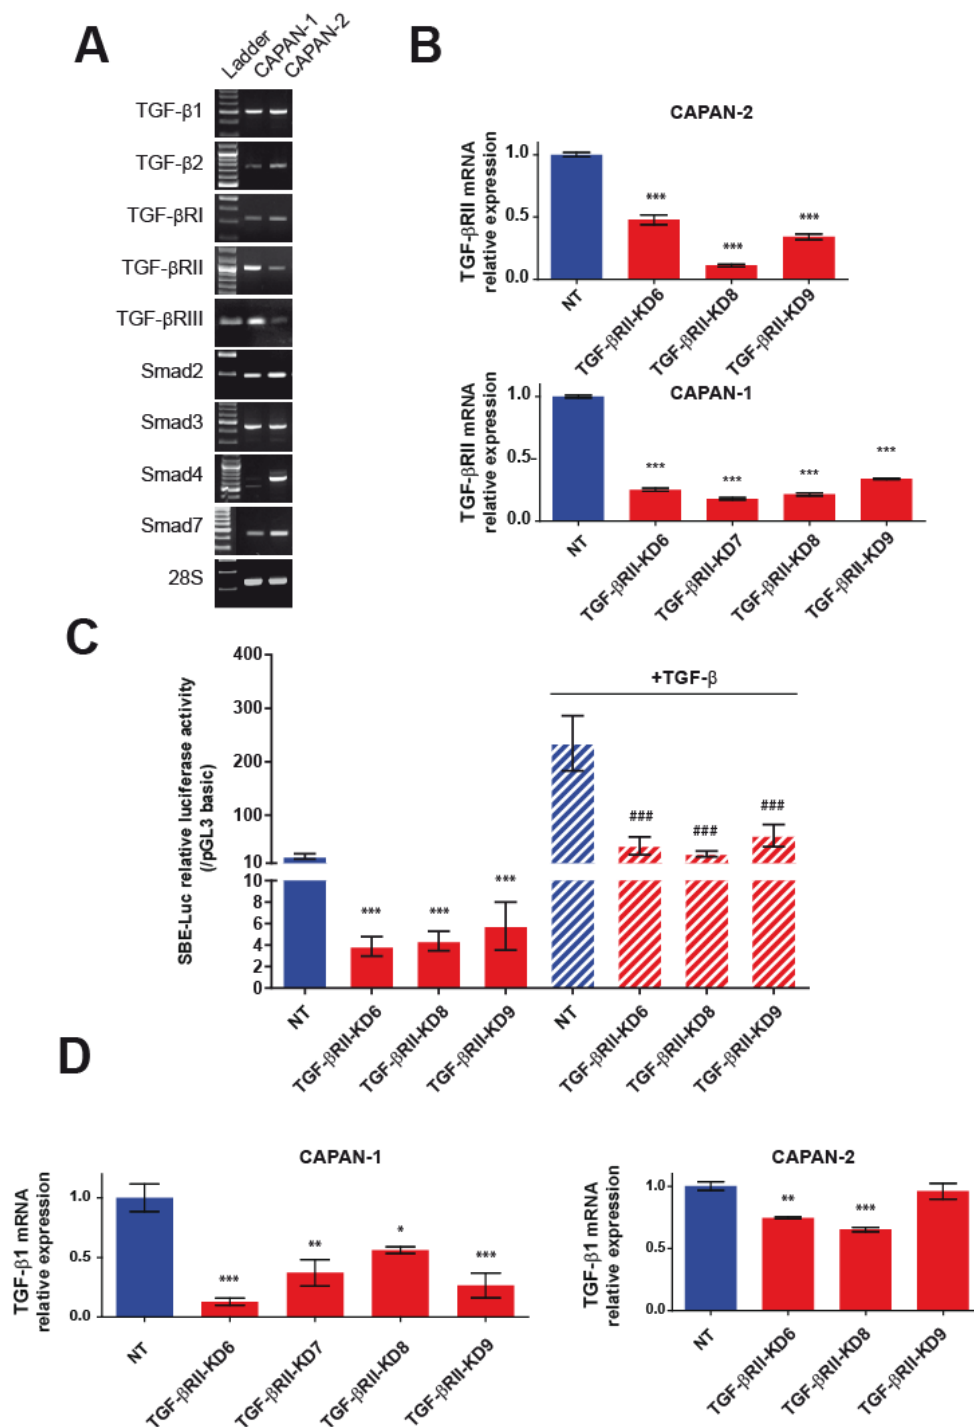 A
Ladder
CAPAN-1
CAPAN-2
TGF-β1
TGF-β2
TGF-βRI
TGF-βRII
TGF-βRIII
Smad2
Smad3
Smad4
Smad7
28S
B
CAPAN-2
TGF-βRII mRNA
relative expression
1.0
0.5
0.0
***
***
***
NT
TGF-βRII-KD6
TGF-βRII-KD8
TGF-βRII-KD9
CAPAN-1
TGF-βRII mRNA
relative expression
1.0
0.5
0.0
***
***
***
***
NT
TGF-βRII-KD6
TGF-βRII-KD7
TGF-βRII-KD8
TGF-βRII-KD9
C
SBE-Luc relative luciferase activity
(/pGL3 basic)
400
300
200
100
10
10
8
6
4
2
0
+TGF-β
***
***
***
###
###
###
NT
TGF-βRII-KD6
TGF-βRII-KD8
TGF-βRII-KD9
NT
TGF-βRII-KD6
TGF-βRII-KD8
TGF-βRII-KD9
D
CAPAN-1
TGF-β1 mRNA
relative expression
1.0
0.5
0.0
***
**
*
***
NT
TGF-βRII-KD6
TGF-βRII-KD7
TGF-βRII-KD8
TGF-βRII-KD9
CAPAN-2
TGF-β1 mRNA
relative expression
1.0
0.5
0.0
**
***
NT
TGF-βRII-KD6
TGF-βRII-KD8
TGF-βRII-KD9